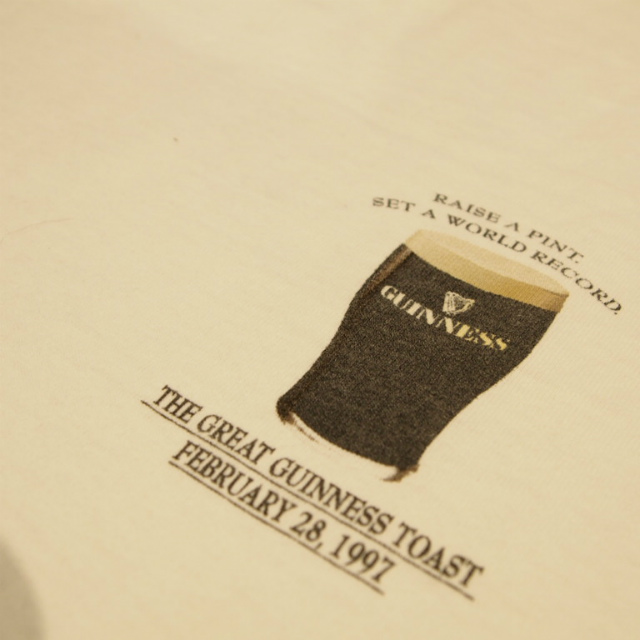 RAISE A PINT
SET A WORLD RECORD
GUINNESS
THE GREAT GUINNESS TOAST
FEBRUARY 28 1997